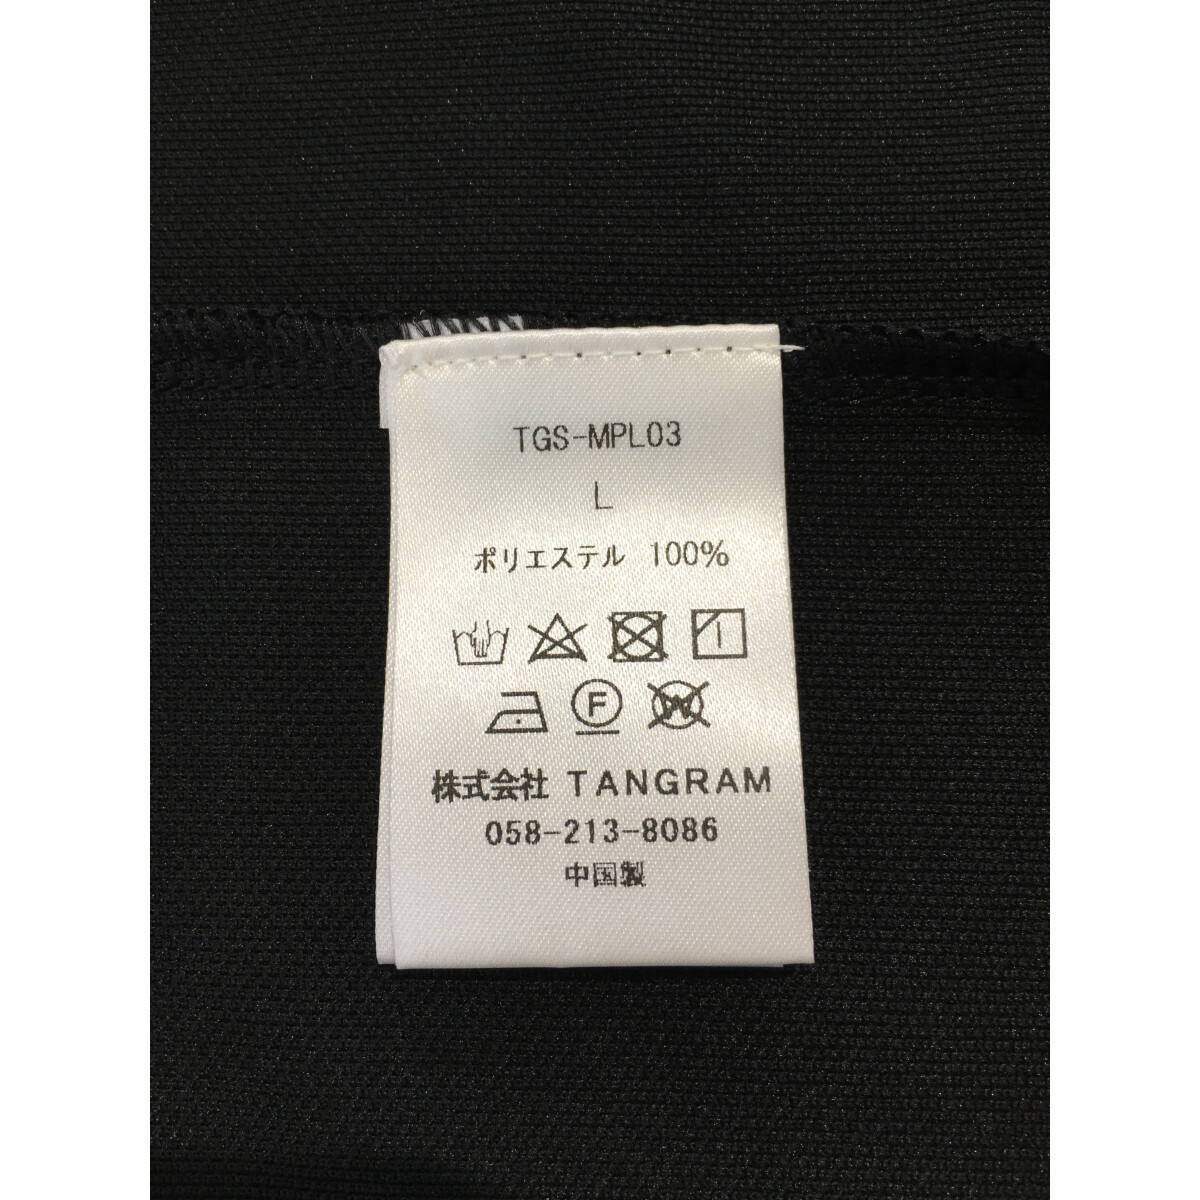 TGS-MPL03
L
ポリエステル 100%
F
W
株式会社 TANGRAM
058-213-8086
中国製